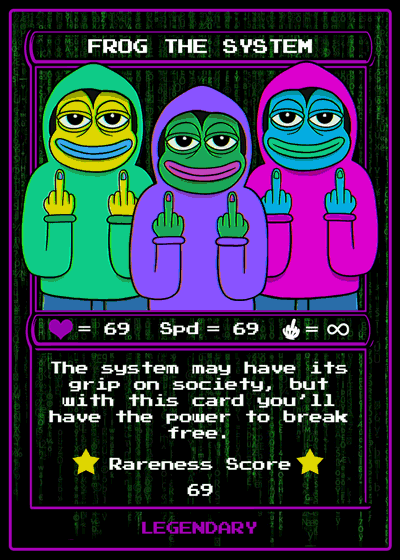 FROG THE SYSTEM
= 69 Spd = 69 = ∞
The system may have its
grip on society, but
with this card you'll
have the power to break
free.
Rareness Score
69
LEGENDARY